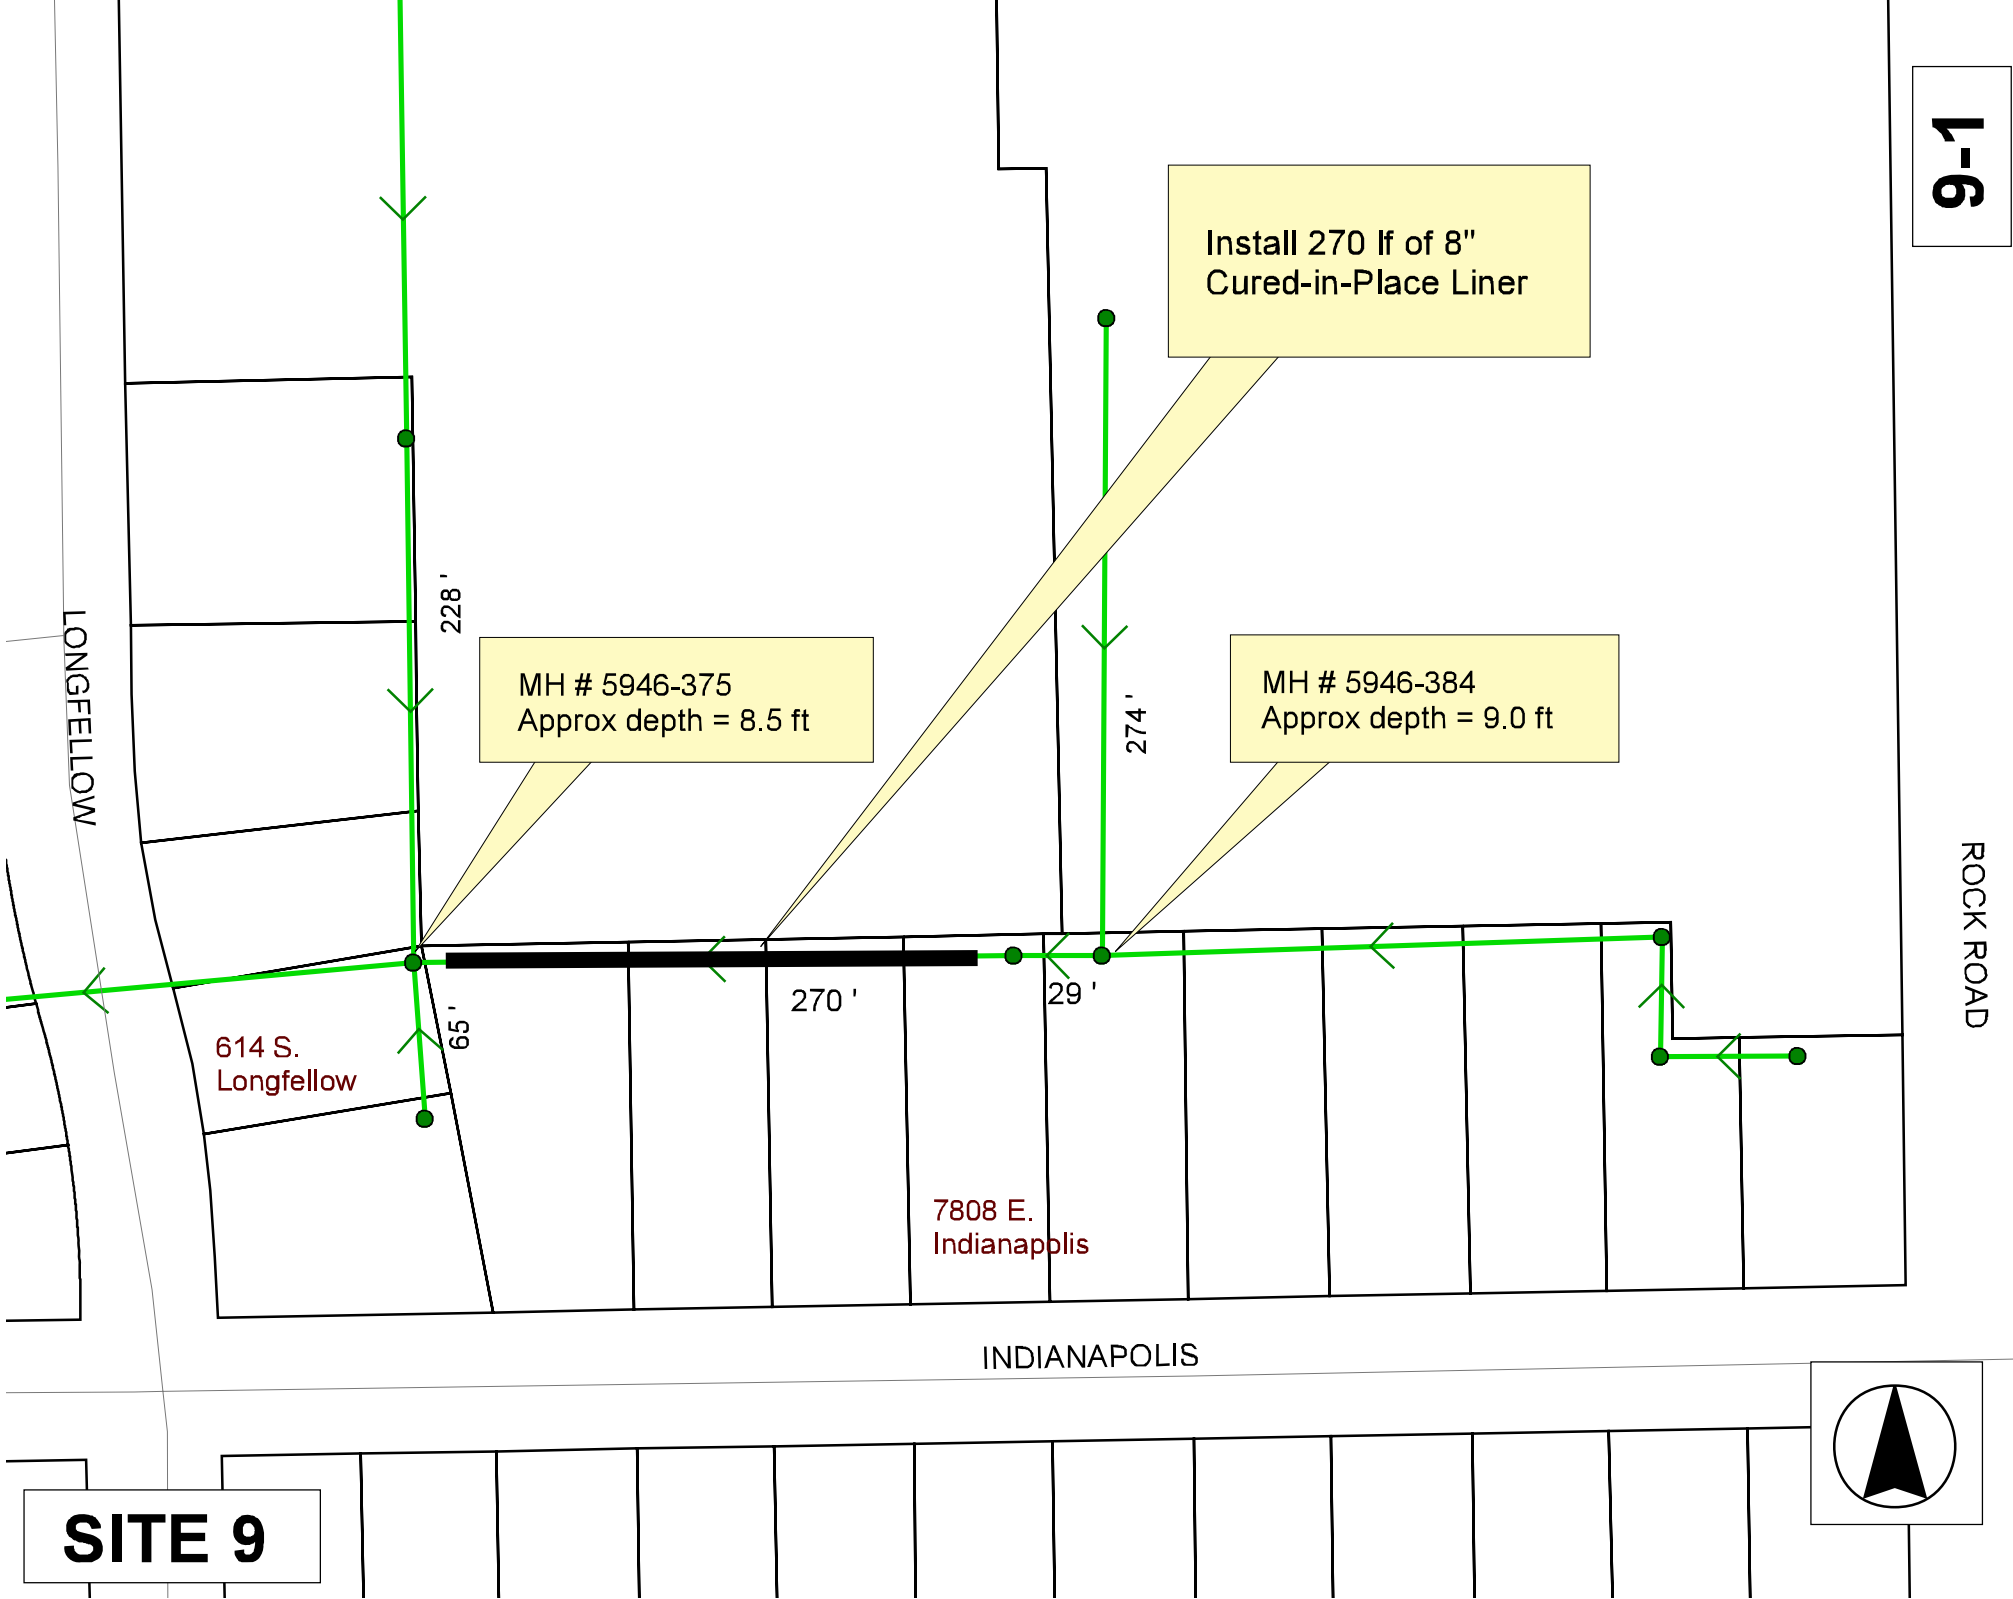 9-1
Install 270 lf of 8"
Cured-in-Place Liner
228 '
LONGFELLOW
MH # 5946-375
Approx depth = 8.5 ft
274 '
MH # 5946-384
Approx depth = 9.0 ft
ROCK ROAD
270 '
29 '
65 '
614 S.
Longfellow
7808 E.
Indianapolis
INDIANAPOLIS
SITE 9